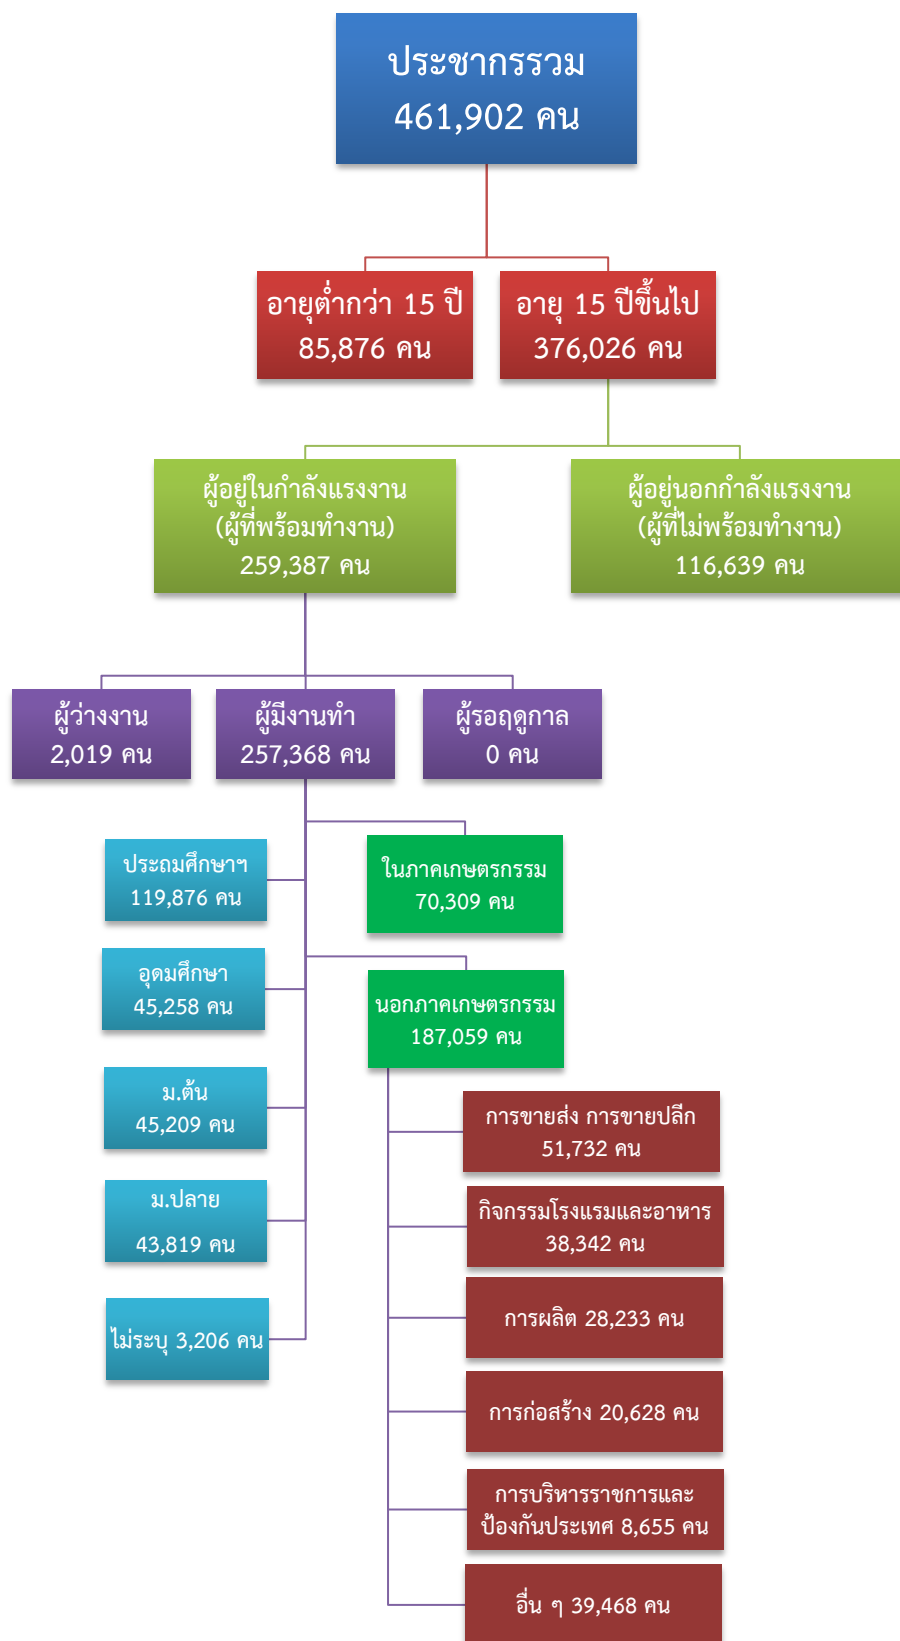 ประชากรรวม
461,902 คน
อายุต่ำกว่า 15 ปี
85,876 คน
อายุ 15 ปีขึ้นไป
376,026 คน
ผู้อยู่ในกำลังแรงงาน
(ผู้ที่พร้อมทำงาน)
259,387 คน
ผู้อยู่นอกกำลังแรงงาน
(ผู้ที่ไม่พร้อมทำงาน)
116,639 คน
ผู้ว่างงาน
2,019 คน
ผู้มีงานทำ
257,368 คน
ผู้รอฤดูกาล
0 คน
ประถมศึกษาฯ
119,876 คน
อุดมศึกษา
45,258 คน
ม.ต้น
45,209 คน
ม.ปลาย
43,819 คน
ไม่ระบุ 3,206 คน
ในภาคเกษตรกรรม
70,309 คน
นอกภาคเกษตรกรรม
187,059 คน
การขายส่ง การขายปลีก
51,732 คน
กิจกรรมโรงแรมและอาหาร
38,342 คน
การผลิต 28,233 คน
การก่อสร้าง 20,628 คน
การบริหารราชการและ
ป้องกันประเทศ 8,655 คน
อื่น ๆ 39,468 คน